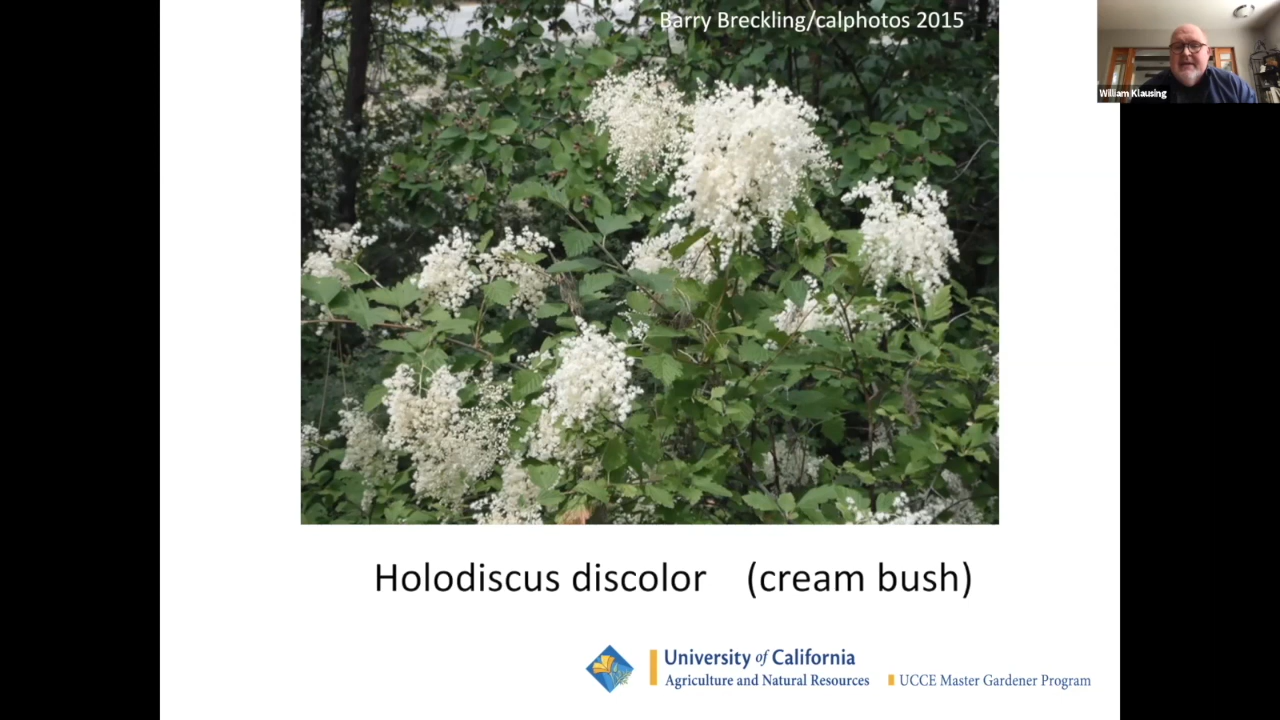 Barry Breckling/calphotos 2015
William Klausing
Holodiscus discolor (cream bush)
University of California
Agriculture and Natural Resources
UCCE Master Gardener Program